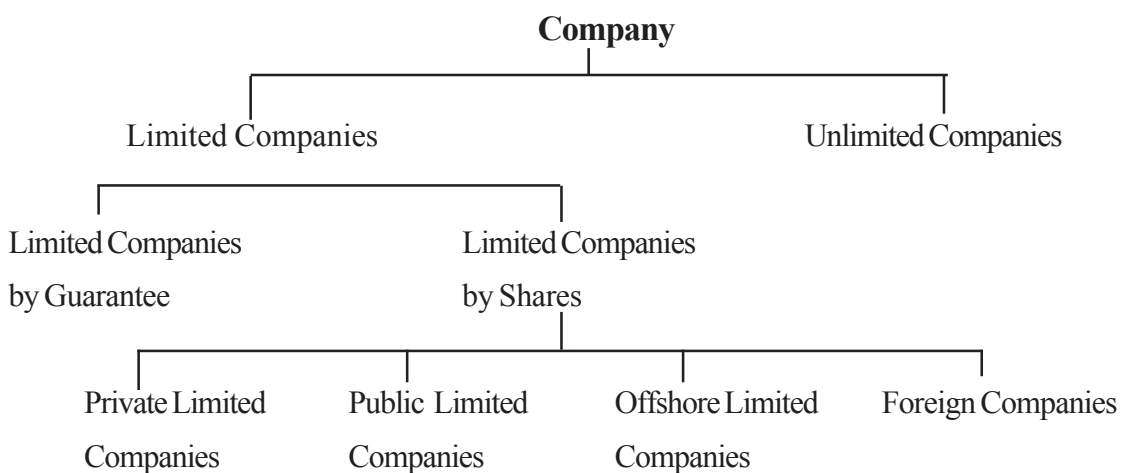 Company
Limited Companies
Unlimited Companies
Limited Companies
by Guarantee
Limited Companies
by Shares
Private Limited
Companies
Public Limited
Companies
Offshore Limited
Companies
Foreign Companies